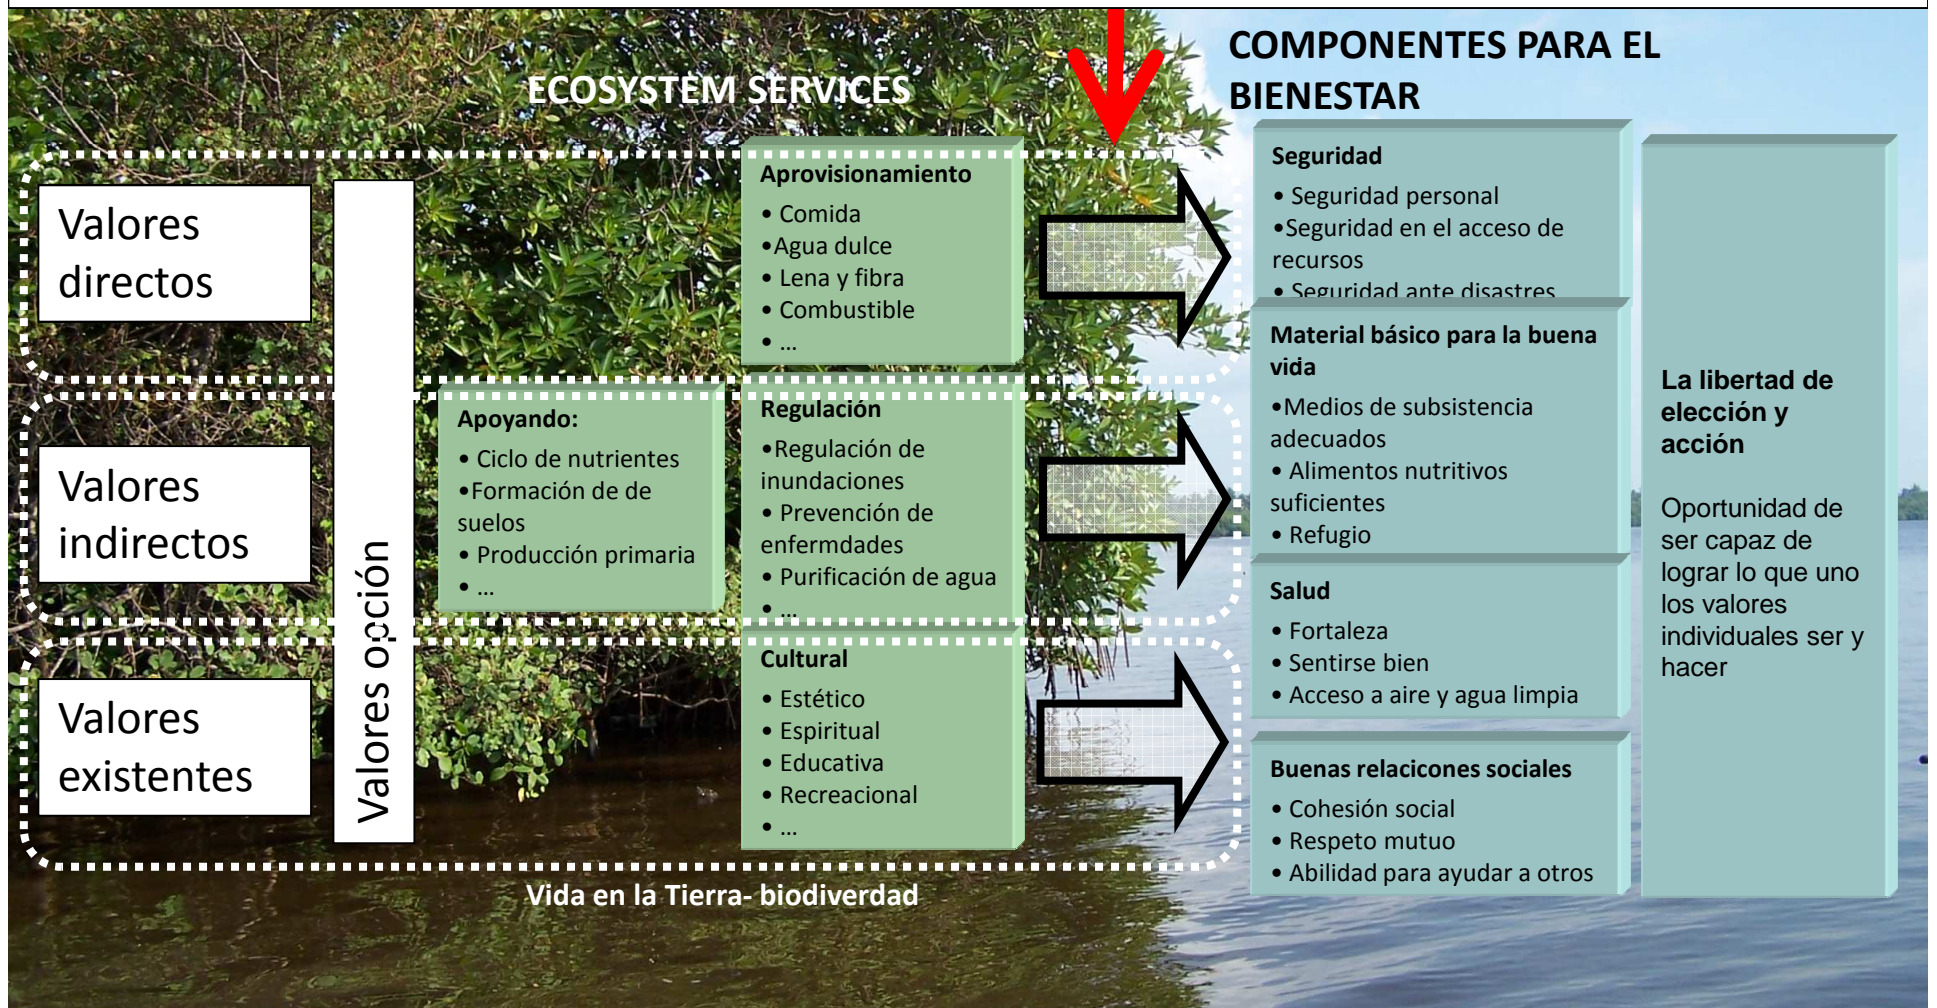 ECOSYSTEM SERVICES
COMPONENTES PARA EL
BIENESTAR
Valores
directos
Valores
indirectos
Valores
existentes
Valores opción
Apoyando:
• Ciclo de nutrientes
•Formación de de
suelos
• Producción primaria
• ...
Aprovisionamiento
• Comida
•Agua dulce
• Lena y fibra
• Combustible
• ...
Regulación
•Regulación de
inundaciones
• Prevención de
enfermdades
• Purificación de agua
• ...
Cultural
• Estético
• Espiritual
• Educativa
• Recreacional
• ...
Vida en la Tierra- biodiverdad
Seguridad
• Seguridad personal
•Seguridad en el acceso de
recursos
• Seguridad ante disastres
Material básico para la buena
vida
•Medios de subsistencia
adecuados
• Alimentos nutritivos
suficientes
• Refugio
Salud
• Fortaleza
• Sentirse bien
• Acceso a aire y agua limpia
Buenas relacicones sociales
• Cohesión social
• Respeto mutuo
• Abilidad para ayudar a otros
La libertad de
elección y
acción
Oportunidad de
ser capaz de
lograr lo que uno
los valores
individuales ser y
hacer